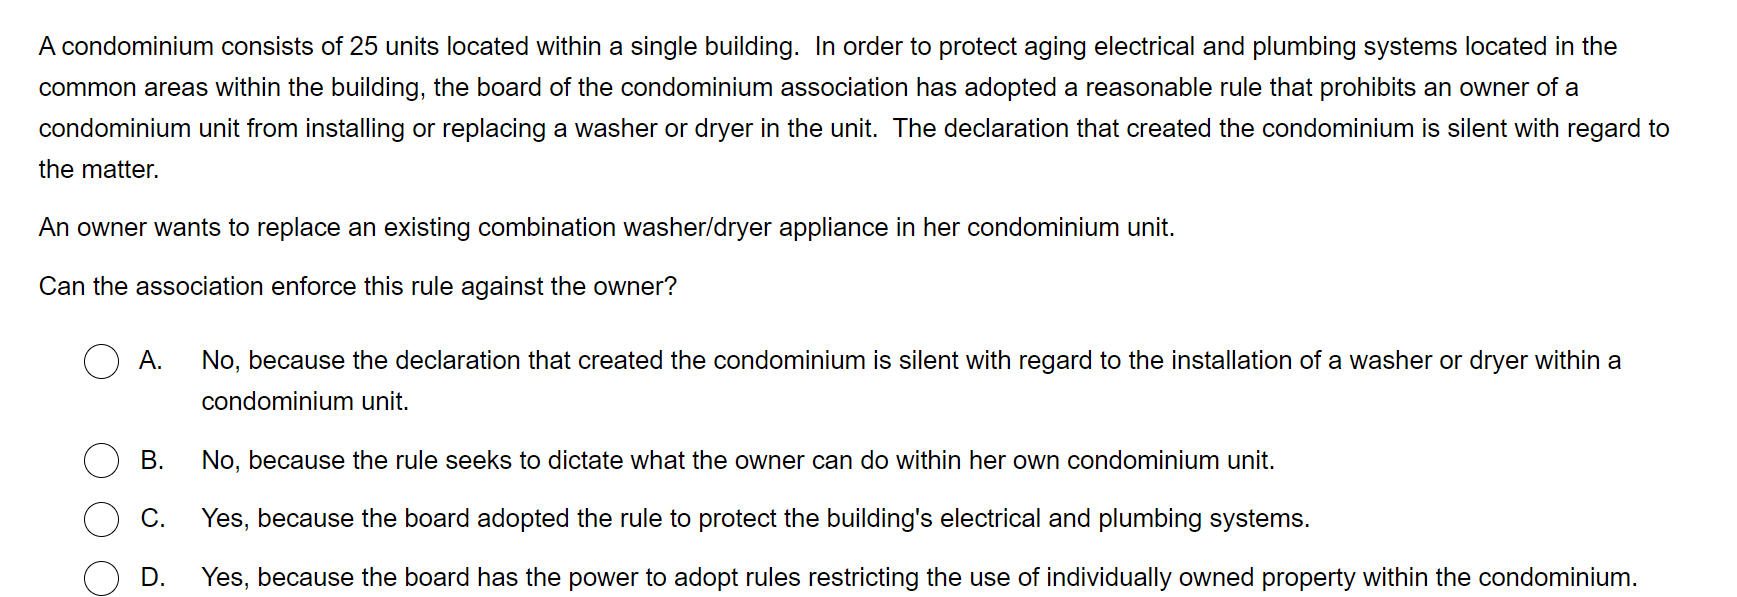 A condominium consists of 25 units located within a single building.  In order to protect aging electrical and plumbing systems located in the
common areas within the building, the board of the condominium association has adopted a reasonable rule that prohibits an owner of a
condominium unit from installing or replacing a washer or dryer in the unit.  The declaration that created the condominium is silent with regard to
the matter.
An owner wants to replace an existing combination washer/dryer appliance in her condominium unit.
Can the association enforce this rule against the owner?
A. No, because the declaration that created the condominium is silent with regard to the installation of a washer or dryer within a
condominium unit.
B. No, because the rule seeks to dictate what the owner can do within her own condominium unit.
C. Yes, because the board adopted the rule to protect the building's electrical and plumbing systems.
D. Yes, because the board has the power to adopt rules restricting the use of individually owned property within the condominium.